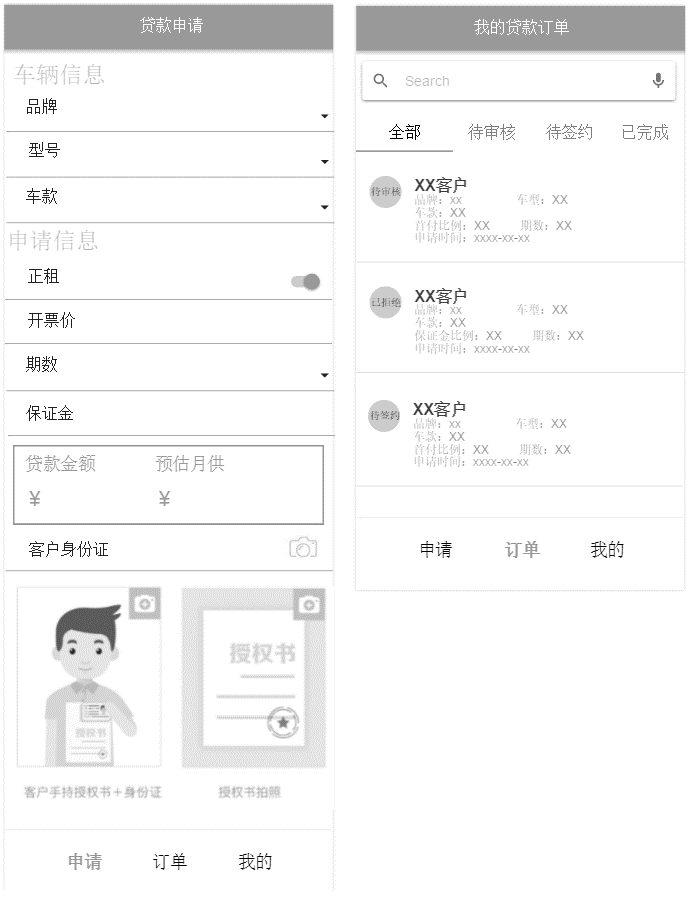 贷款申请
车辆信息
品牌
型号
车款
申请信息
正租
开票价
期数
保证金
贷款金额 预估月供
¥ ¥
客户身份证
授权书
授权书
客户手持授权书+身份证 授权书拍照
申请 订单 我的
我的贷款订单
Search
全部 待审核 待签约 已完成
待审核
XX客户
品牌：xx 车型：XX
车款：XX
首付比例：XX 期数：XX
申请时间：xxxx-xx-xx
已拒绝
XX客户
品牌：xx 车型：XX
车款：XX
保证金比例：XX 期数：XX
申请时间：xxxx-xx-xx
待签约
XX客户
品牌：xx 车型：XX
车款：XX
首付比例：XX 期数：XX
申请时间：xxxx-xx-xx
申请 订单 我的